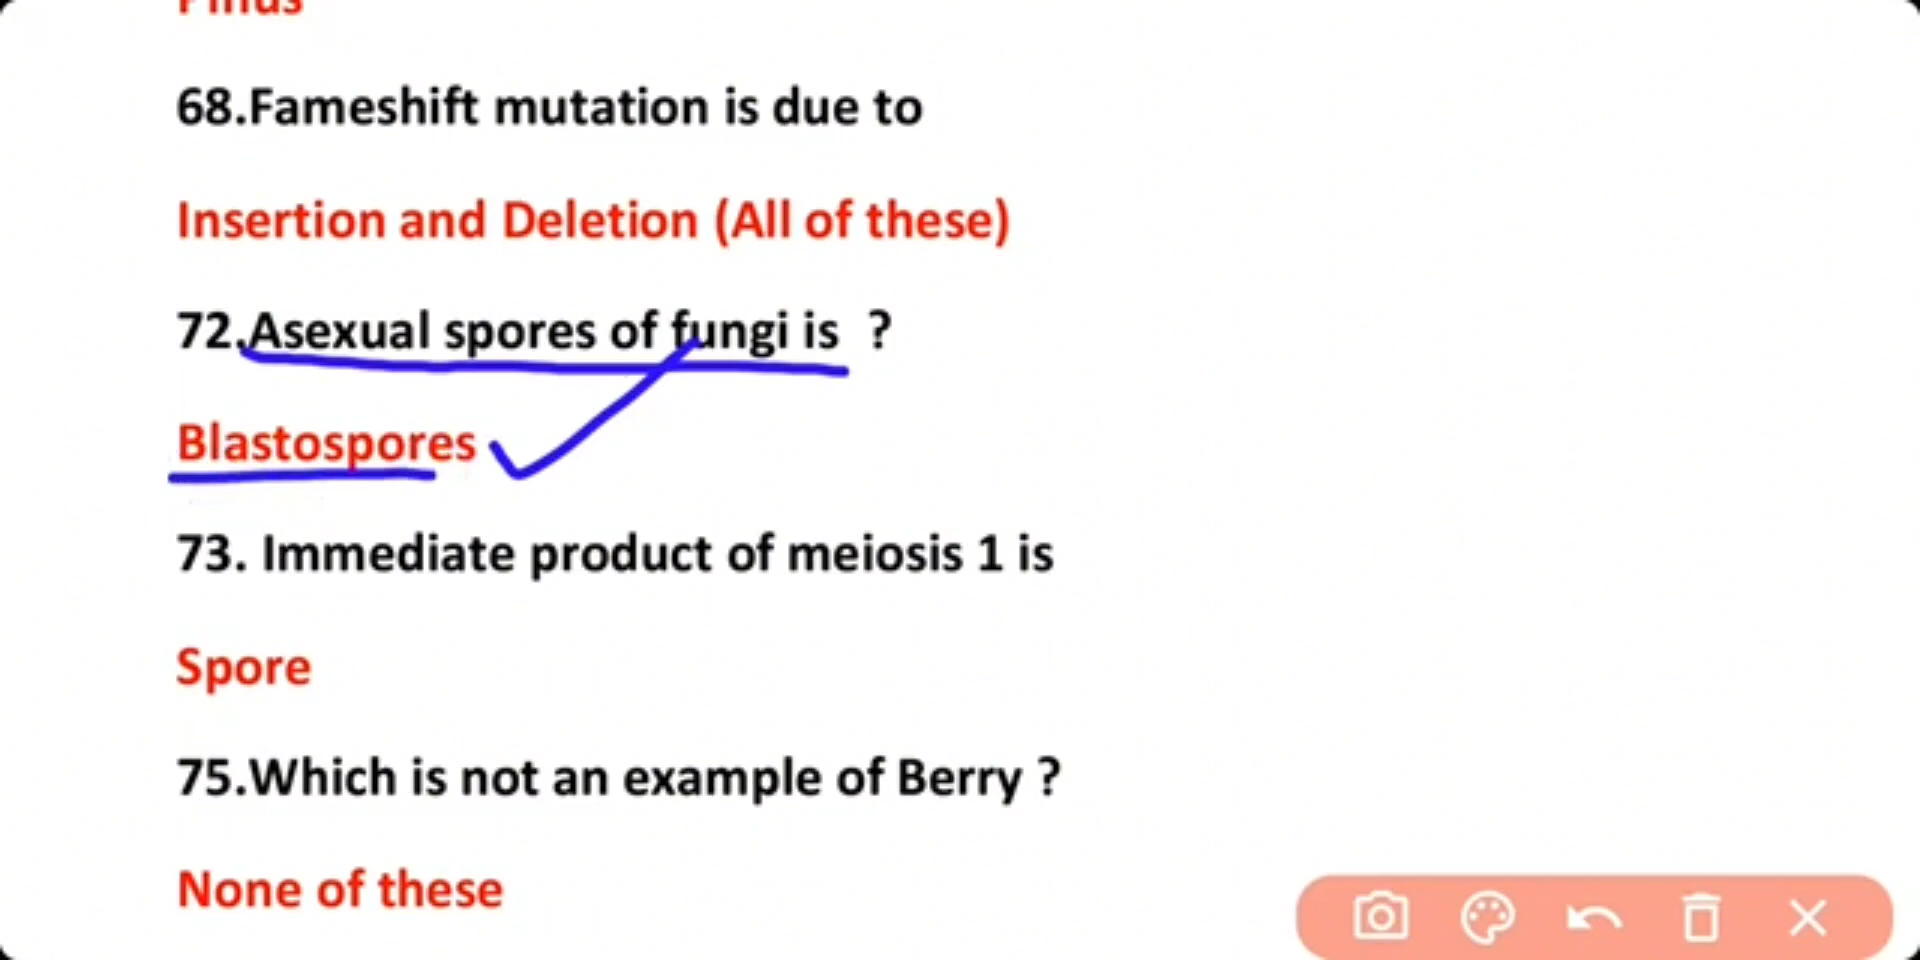 Pinus
68.Fameshift mutation is due to
Insertion and Deletion (All of these)
72.Asexual spores of fungi is ?
Blastospores
73. Immediate product of meiosis 1 is
Spore
75.Which is not an example of Berry ?
None of these